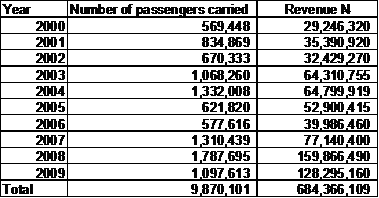 Year Number of passengers carried Revenue N
2000 569,448 29,246,320
2001 834,869 35,390,920
2002 670,333 32,429,270
2003 1,068,260 64,310,755
2004 1,332,008 64,799,919
2005 621,820 52,900,415
2006 577,616 39,986,460
2007 1,310,439 77,140,400
2008 1,787,695 159,866,490
2009 1,097,613 128,295,160
Total 9,870,101 684,366,109